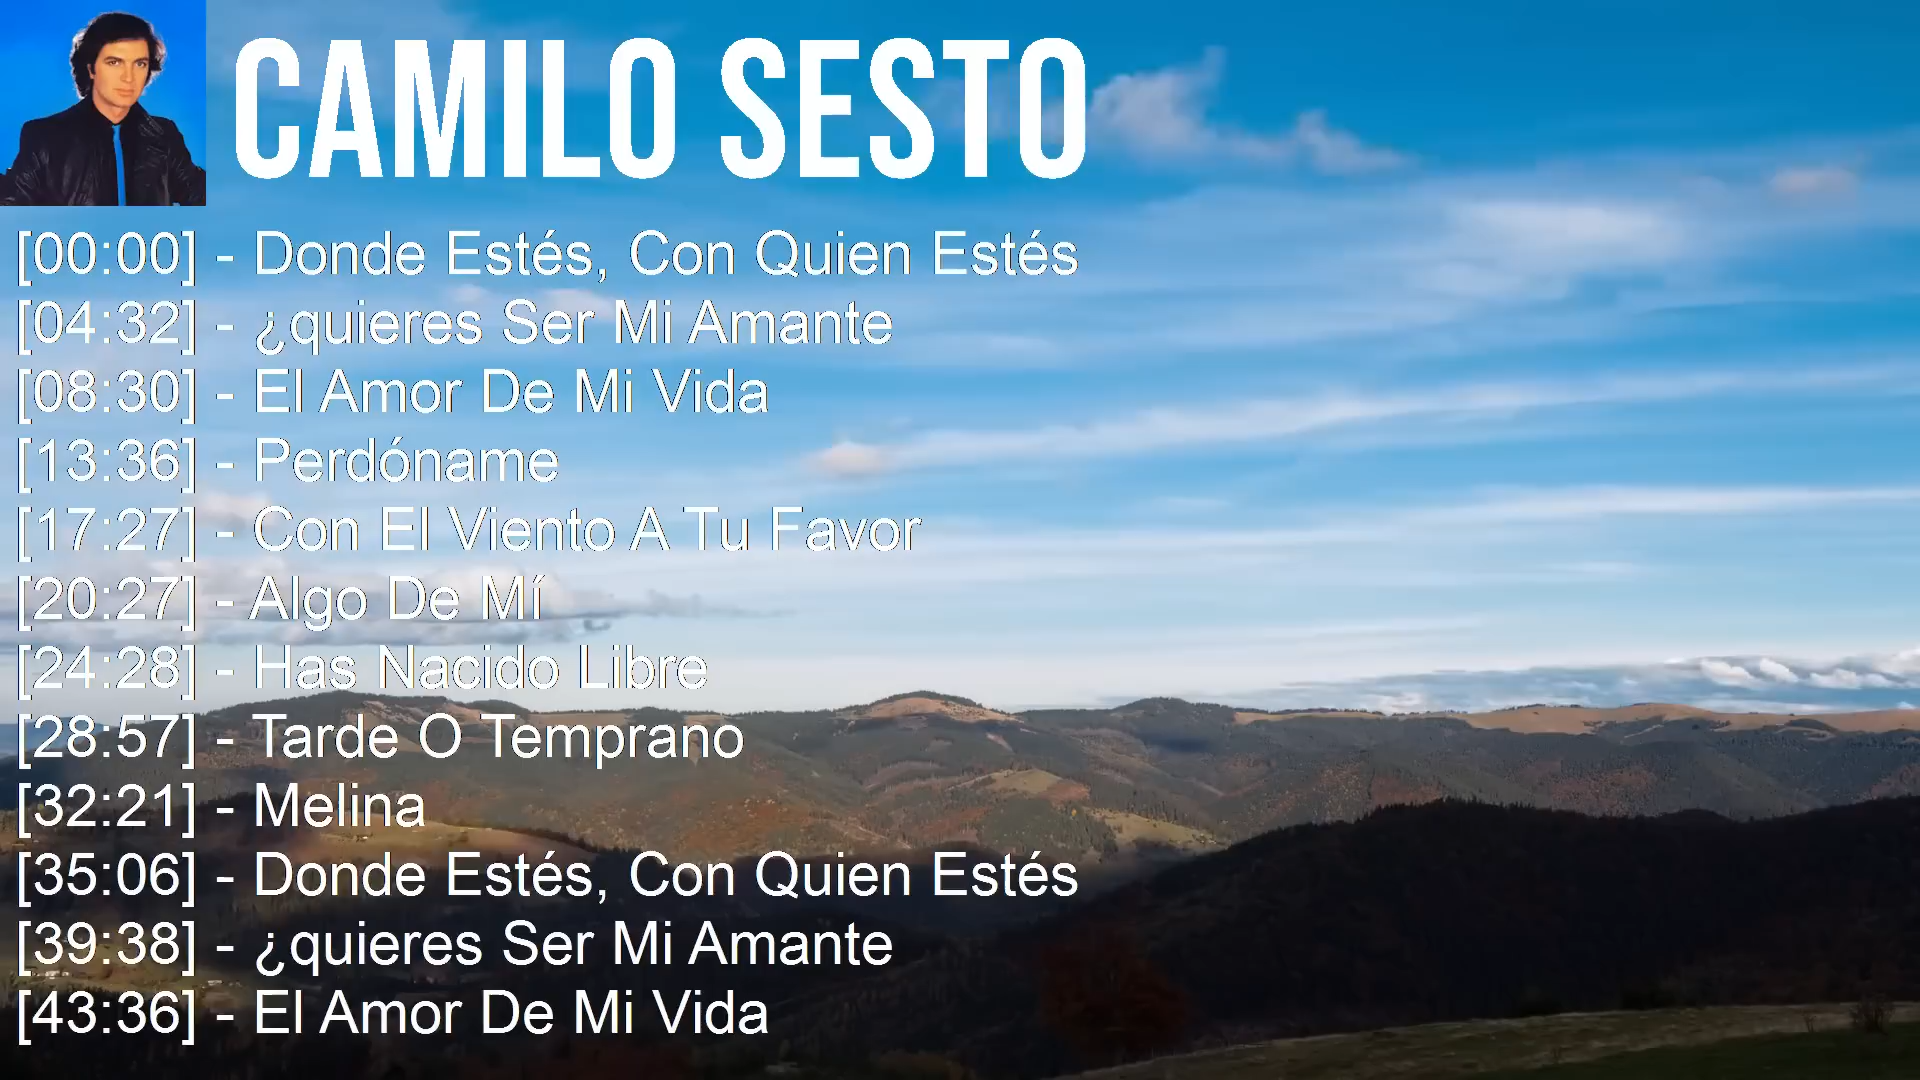 CAMILO SESTO
[00:00] - Donde Estés, Con Quien Estés
[04:32] - ¿quieres Ser Mi Amante
[08:30] - El Amor De Mi Vida
[13:36] - Perdóname
[17:27] - Con El Viento A Tu Favor
[20:27] - Algo De Mí
[24:28] - Has Nacido Libre
[28:57] - Tarde O Temprano
[32:21] - Melina
[35:06] - Donde Estés, Con Quien Estés
[39:38] - ¿quieres Ser Mi Amante
[43:36] - El Amor De Mi Vida